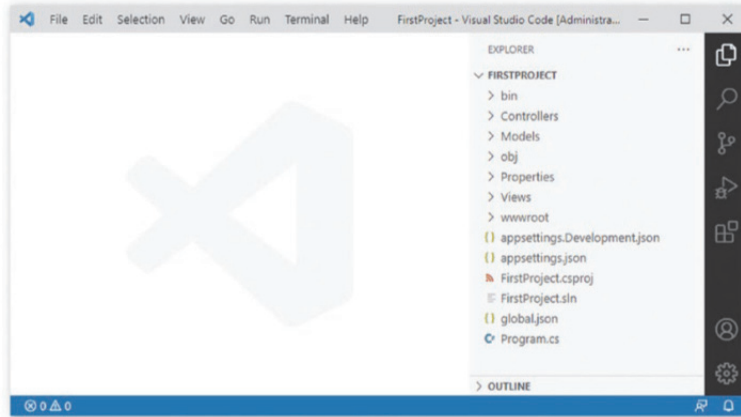 File Edit Selection View Go Run Terminal Help FirstProject - Visual Studio Code [Administra...
EXPLORER
FIRSTPROJECT
bin
Controllers
Models
obj
Properties
Views
wwwroot
{} appsettings.Development.json
{} appsettings.json
FirstProject.csproj
FirstProject.sln
{} global.json
C# Program.cs
OUTLINE
0 0